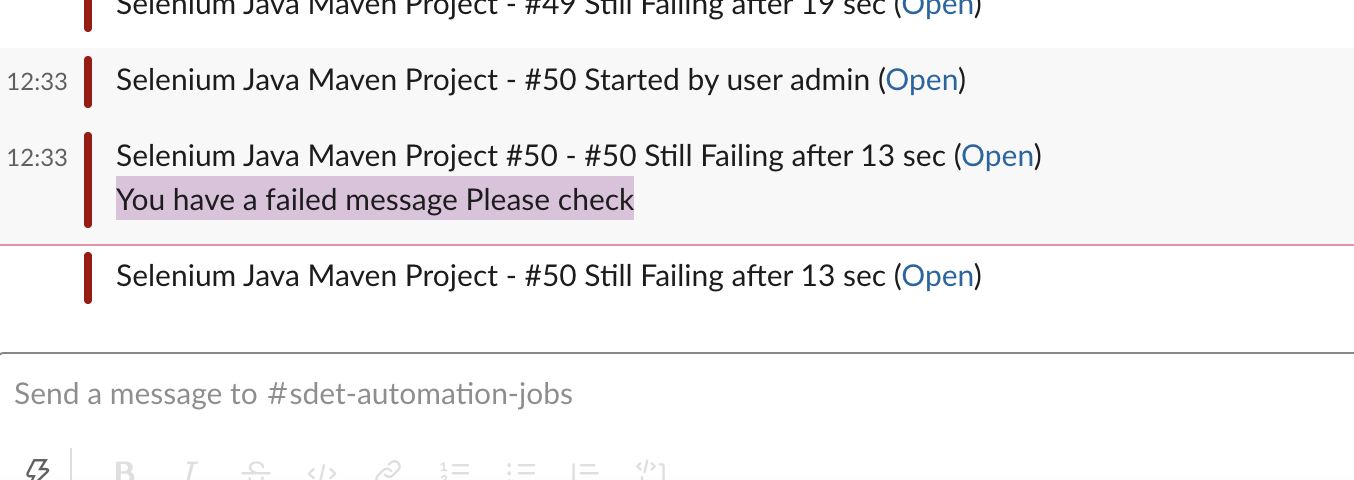 Selenium Java Maven Project - #49 Still Failing after 19 sec (Open)
12:33 Selenium Java Maven Project - #50 Started by user admin (Open)
12:33 Selenium Java Maven Project #50 - #50 Still Failing after 13 sec (Open)
You have a failed message Please check
Selenium Java Maven Project - #50 Still Failing after 13 sec (Open)
Send a message to #sdet-automation-jobs
B I S